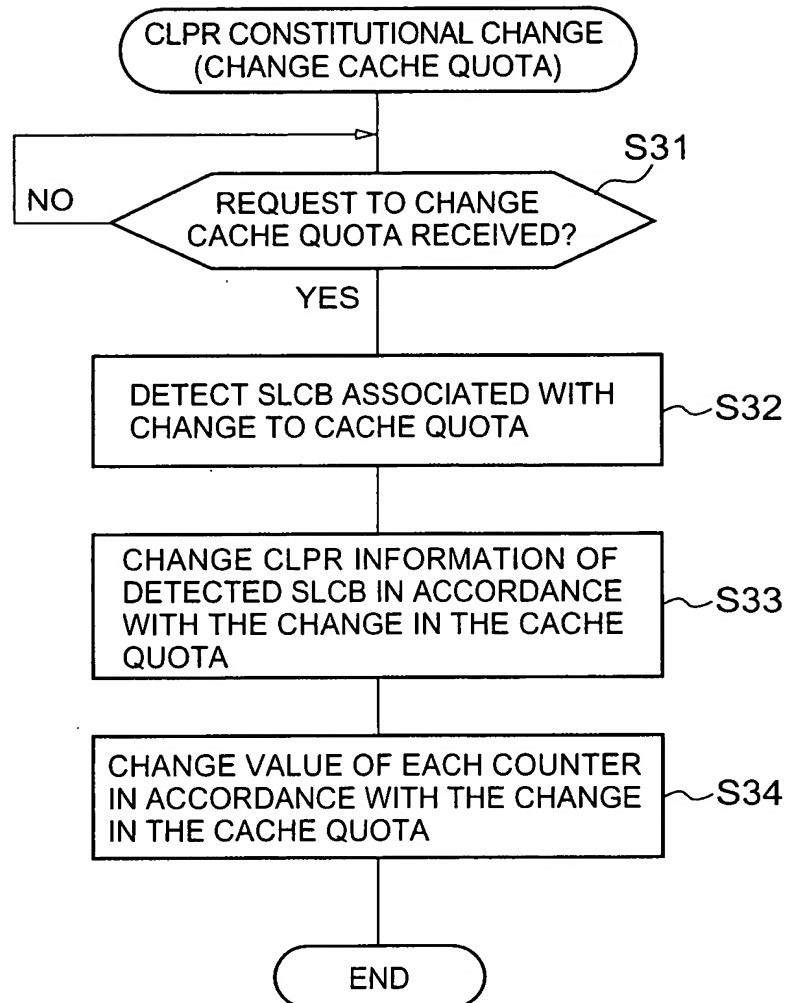 CLPR CONSTITUTIONAL CHANGE
(CHANGE CACHE QUOTA)
S31
NO
REQUEST TO CHANGE
CACHE QUOTA RECEIVED?
YES
DETECT SLCB ASSOCIATED WITH
CHANGE TO CACHE QUOTA
S32
CHANGE CLPR INFORMATION OF
DETECTED SLCB IN ACCORDANCE
WITH THE CHANGE IN THE CACHE
QUOTA
S33
CHANGE VALUE OF EACH COUNTER
IN ACCORDANCE WITH THE CHANGE
IN THE CACHE QUOTA
S34
END